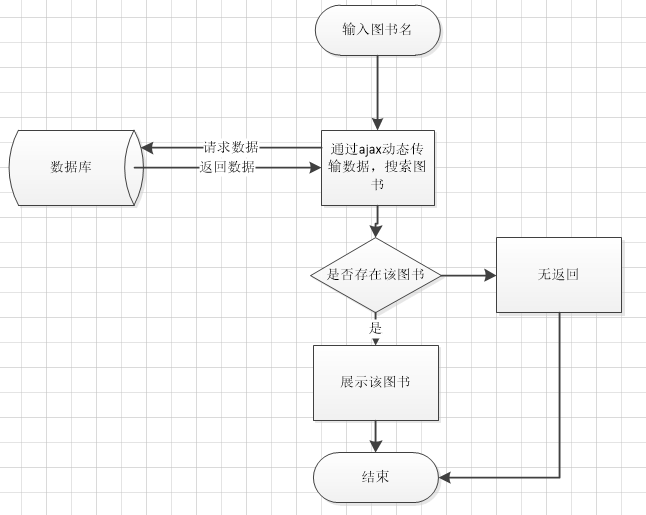 输入图书名
请求数据
数据库
返回数据
通过ajax动态传
输数据，搜索图
书
是否存在该图书
无返回
是
展示该图书
结束